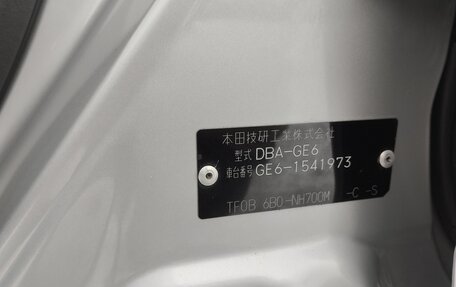 本田技研工業株式会社
型式 DBA-GE6
車台番号 GE6-1541973
TF0B 6B0-NH700M -C -S